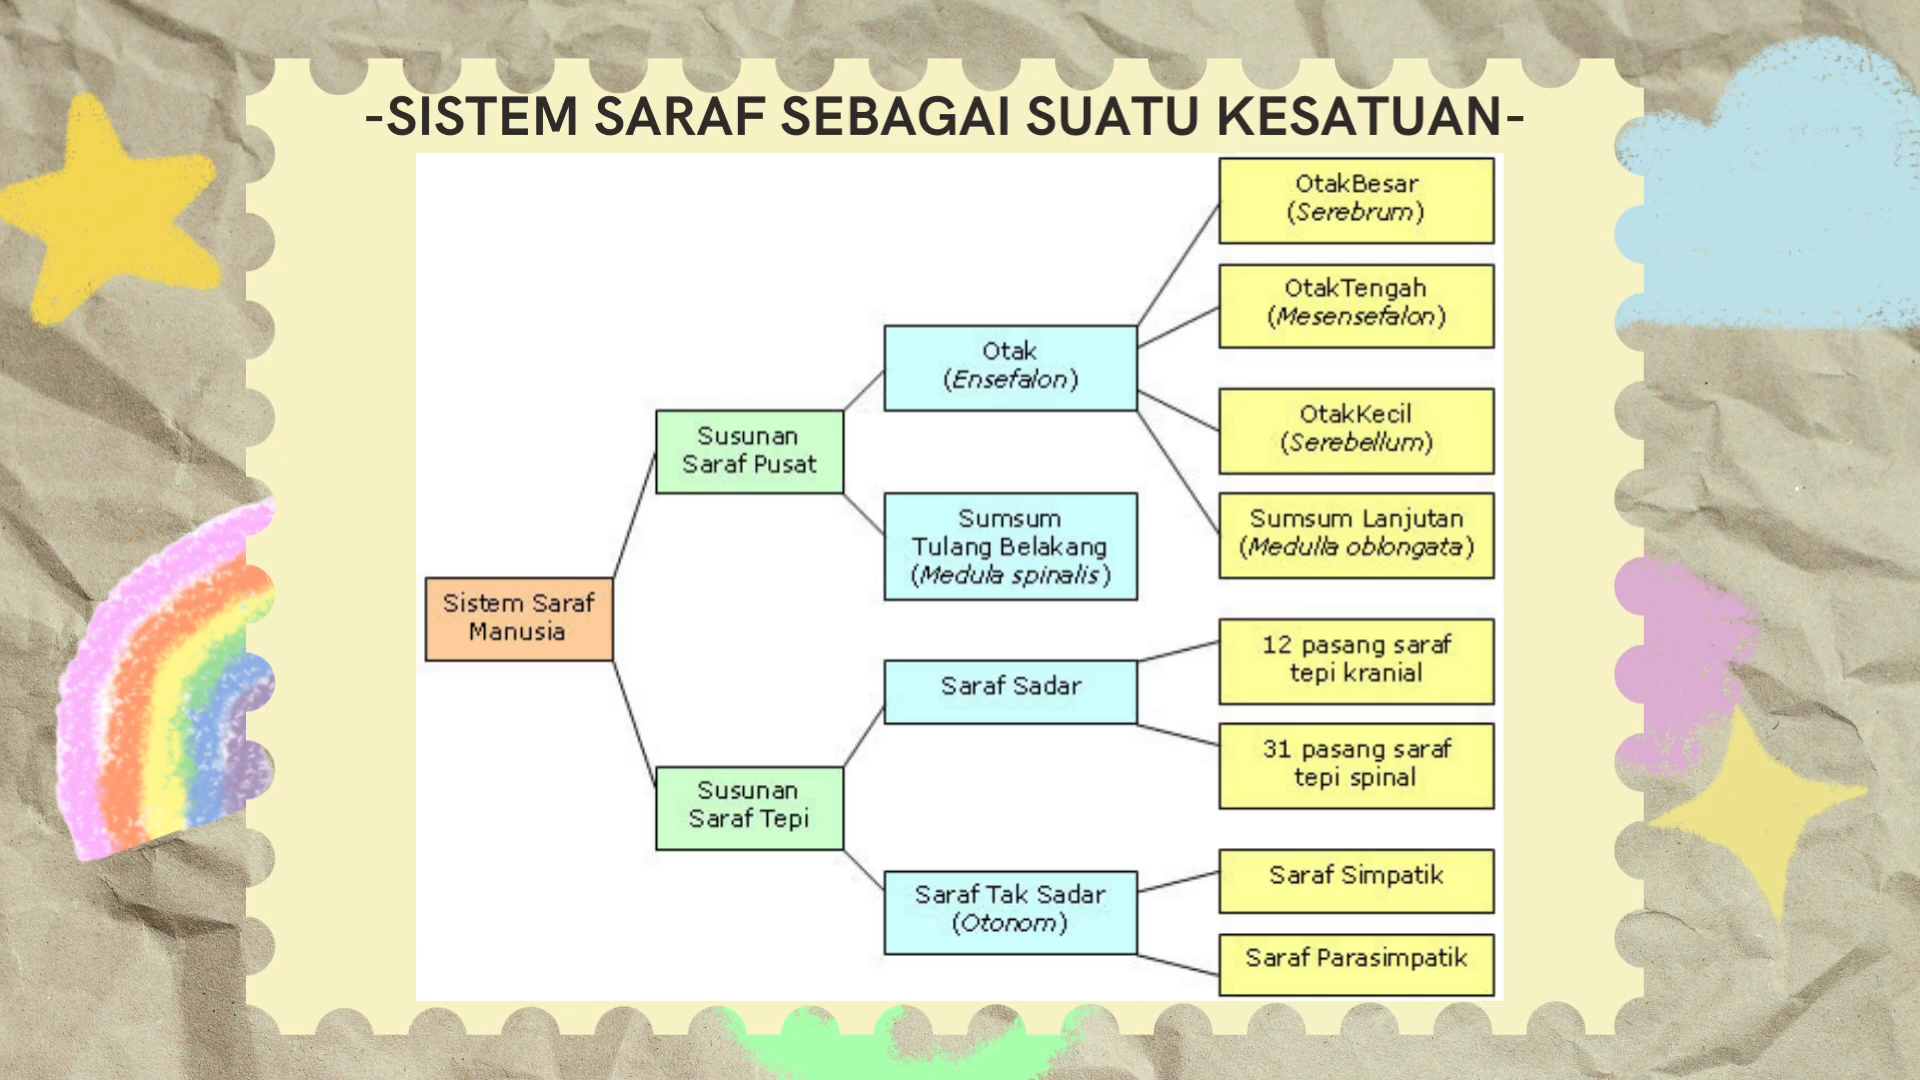 -SISTEM SARAF SEBAGAI SUATU KESATUAN-
OtakBesar
(Serebrum)
OtakTengah
(Mesensefalon)
Otak
(Ensefalon)
OtakKecil
(Serebellum)
Susunan
Saraf Pusat
Sumsum
Tulang Belakang
(Medula spinalis)
Sumsum Lanjutan
(Medulla oblongata)
Sistem Saraf
Manusia
Saraf Sadar
12 pasang saraf
tepi kranial
31 pasang saraf
tepi spinal
Susunan
Saraf Tepi
Saraf Tak Sadar
(Otonom)
Saraf Simpatik
Saraf Parasimpatik